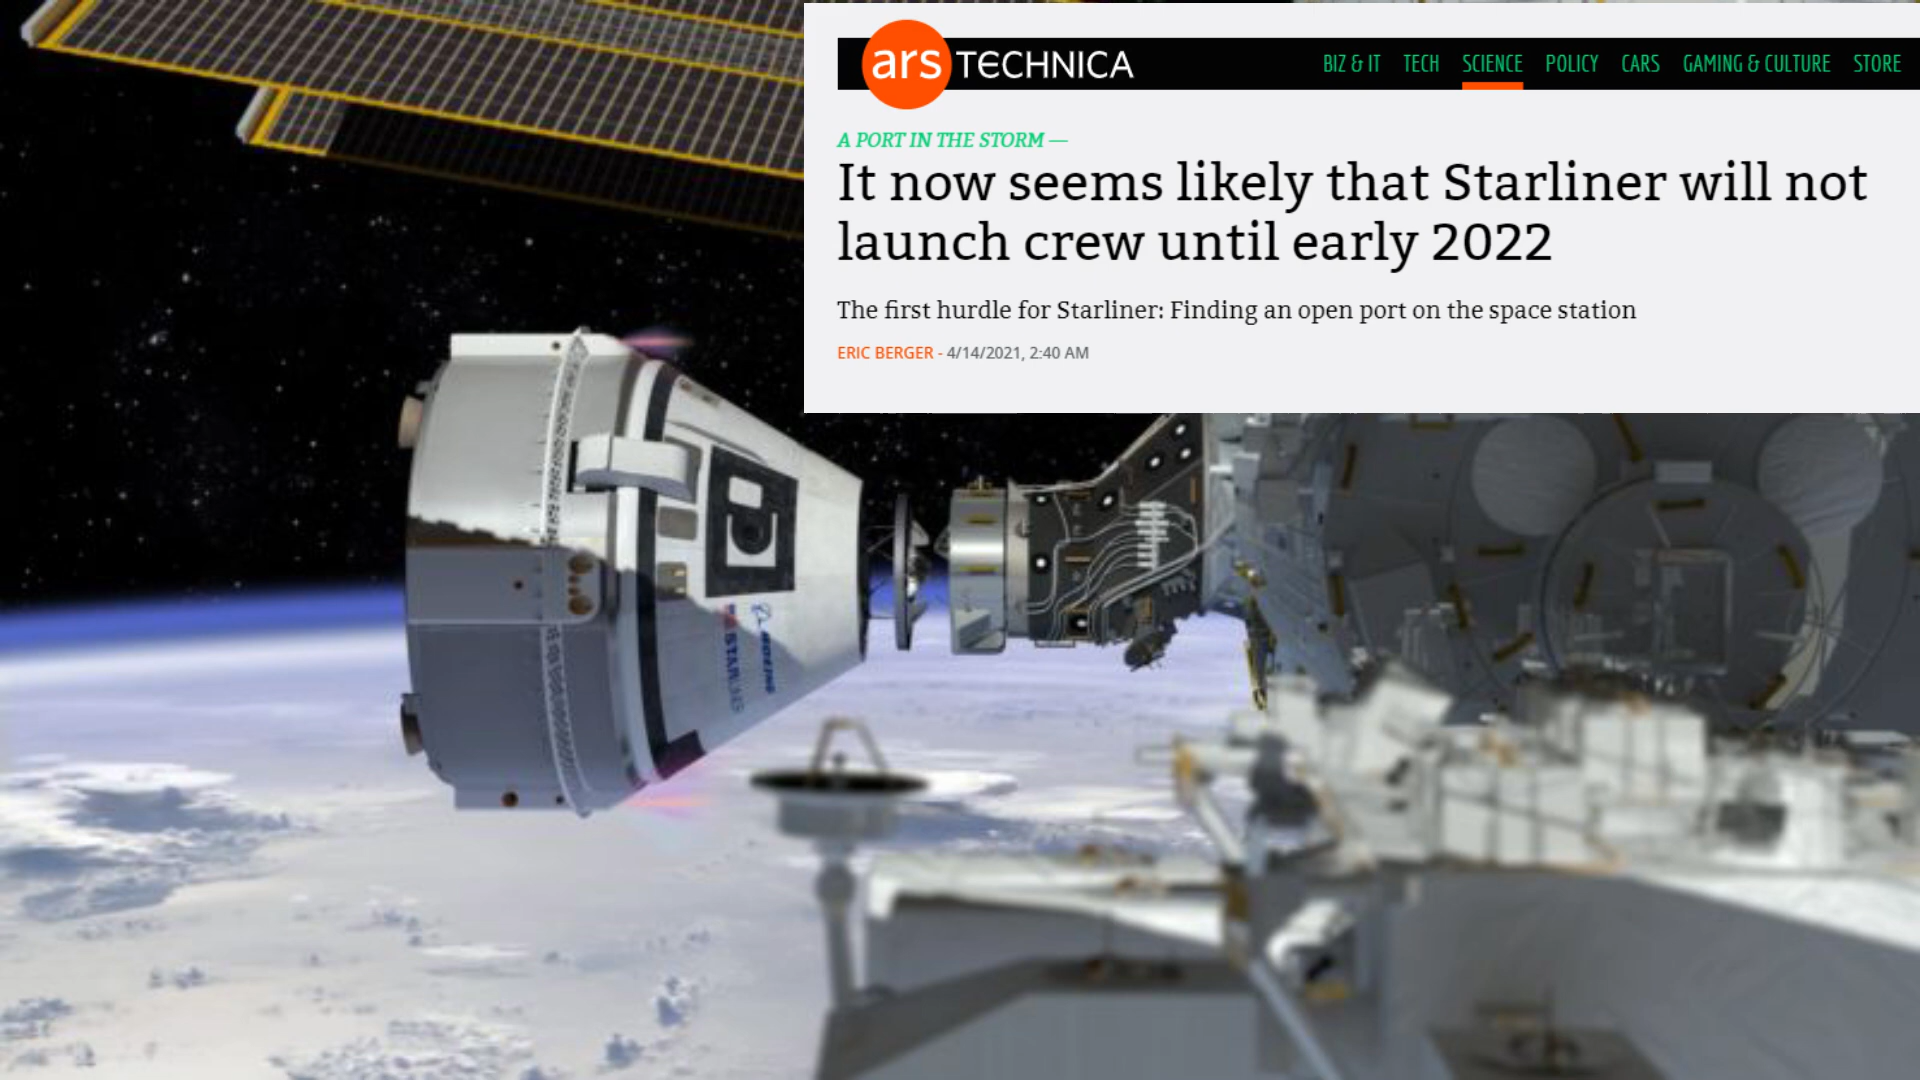 ars TECHNICA
BIZ & IT TECH SCIENCE POLICY CARS GAMING & CULTURE STORE
A PORT IN THE STORM —
It now seems likely that Starliner will not
launch crew until early 2022
The first hurdle for Starliner: Finding an open port on the space station
ERIC BERGER - 4/14/2021, 2:40 AM
BOEING